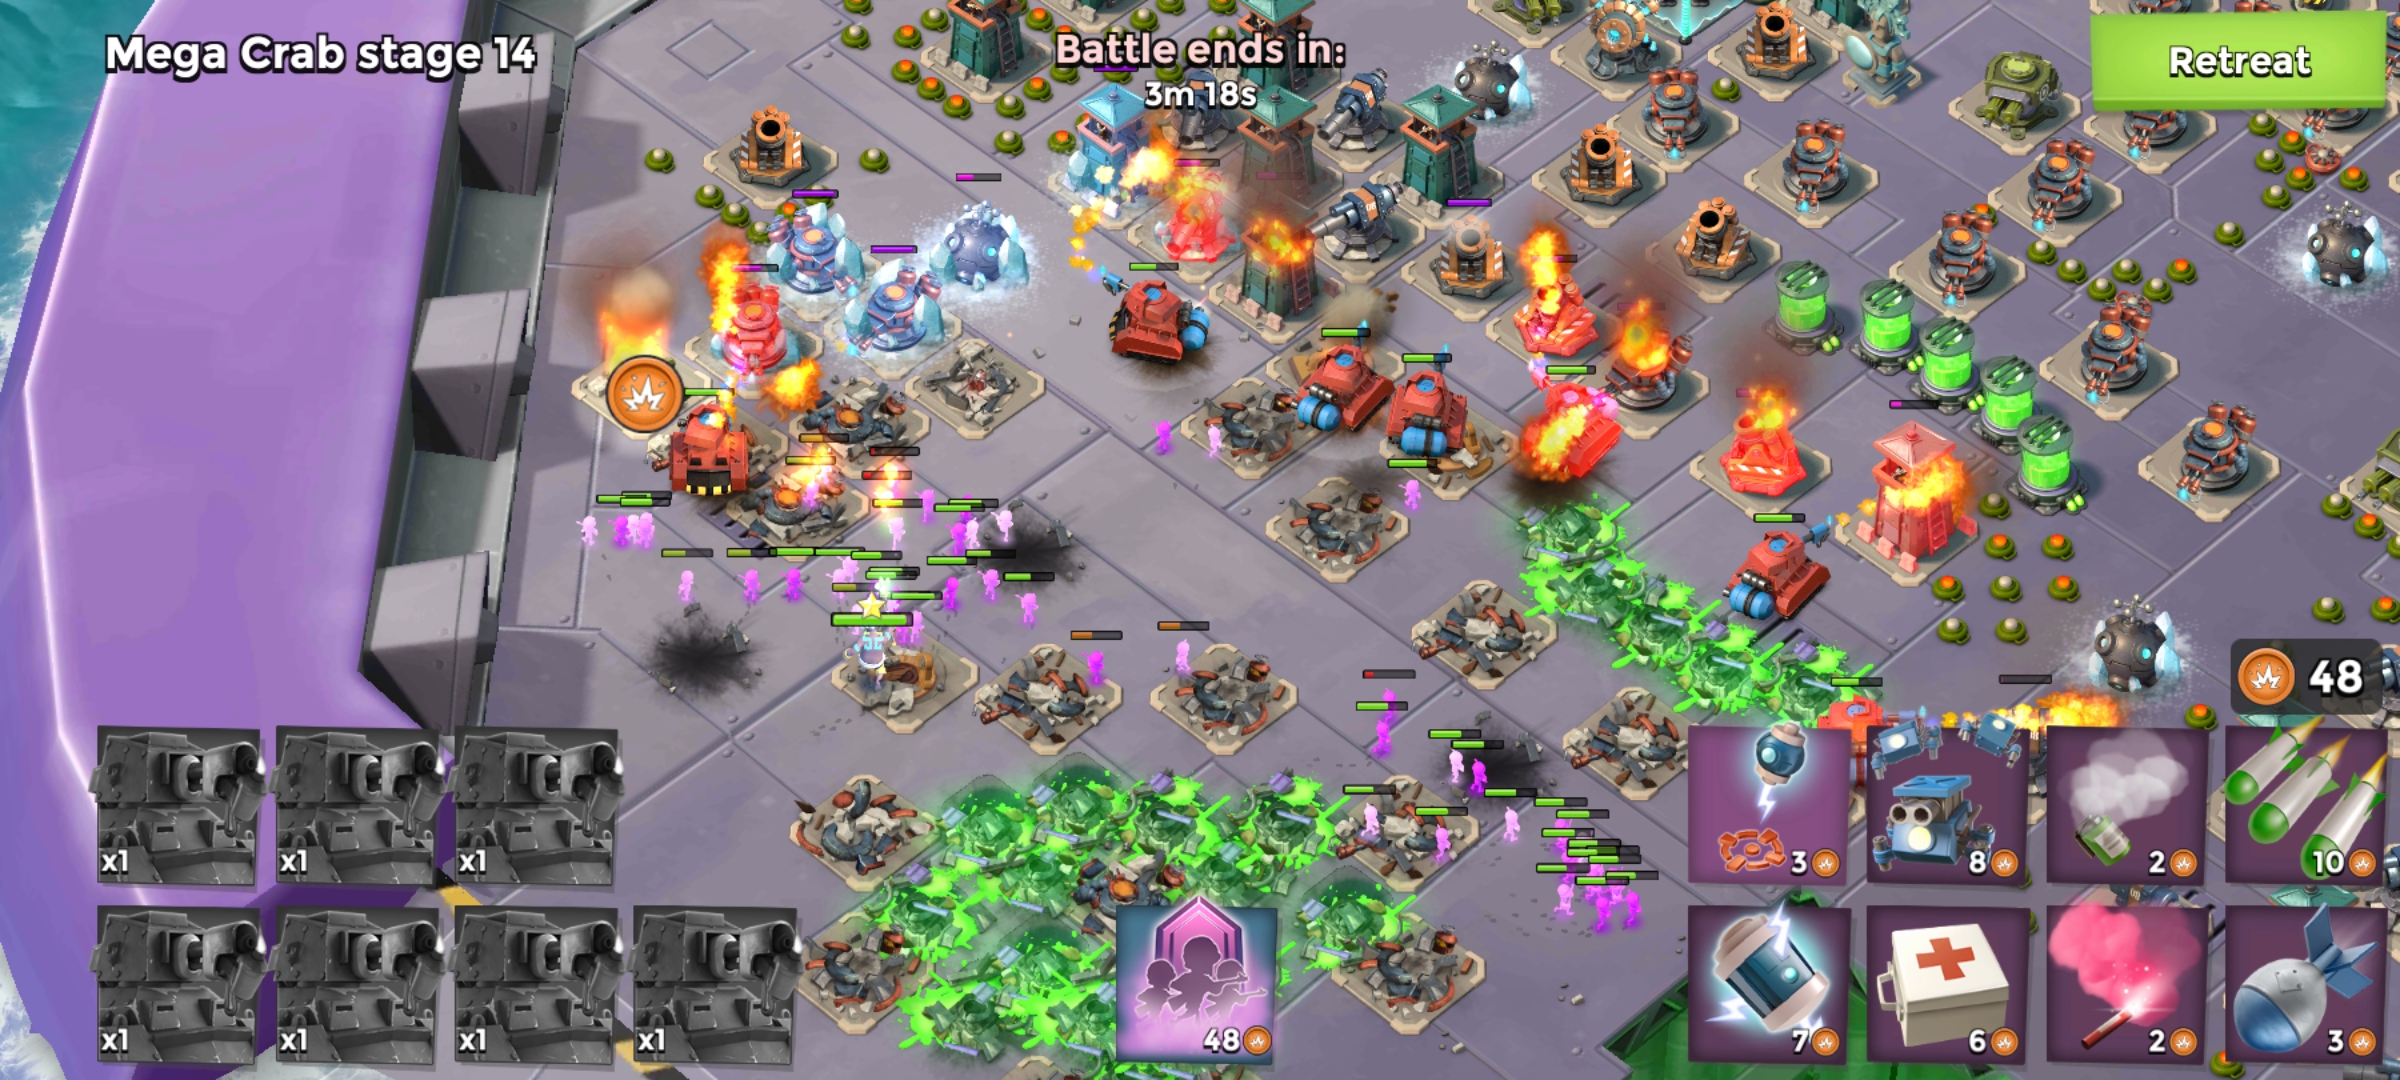 Mega Crab stage 14
Battle ends in:
3m 18s
Retreat
48
x1
x1
x1
3
8
2
10
x1
x1
x1
x1
48
7
6
2
3